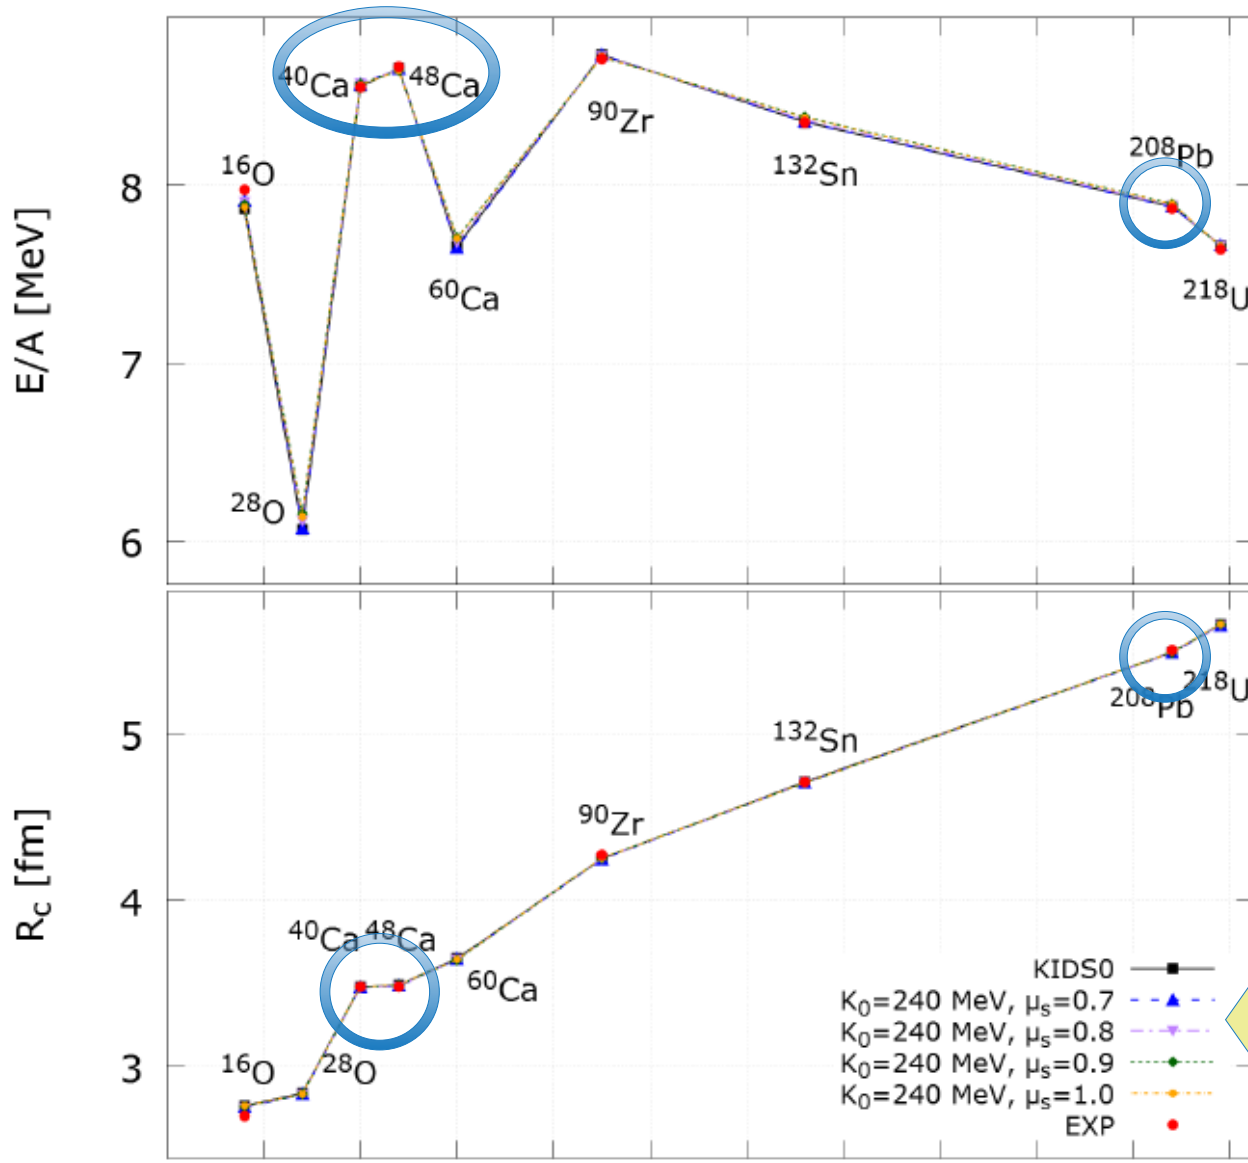 E/A [MeV]
8
7
6
¹⁶O
²⁸O
⁴⁰Ca
⁴⁸Ca
⁶⁰Ca
⁹⁰Zr
¹³²Sn
²⁰⁸Pb
²¹⁸U
R_c [fm]
5
4
3
¹⁶O
²⁸O
⁴⁰Ca
⁴⁸Ca
⁶⁰Ca
⁹⁰Zr
¹³²Sn
²⁰⁸Pb
²¹⁸U
KIDS0
K₀=240 MeV, μₛ=0.7
K₀=240 MeV, μₛ=0.8
K₀=240 MeV, μₛ=0.9
K₀=240 MeV, μₛ=1.0
EXP